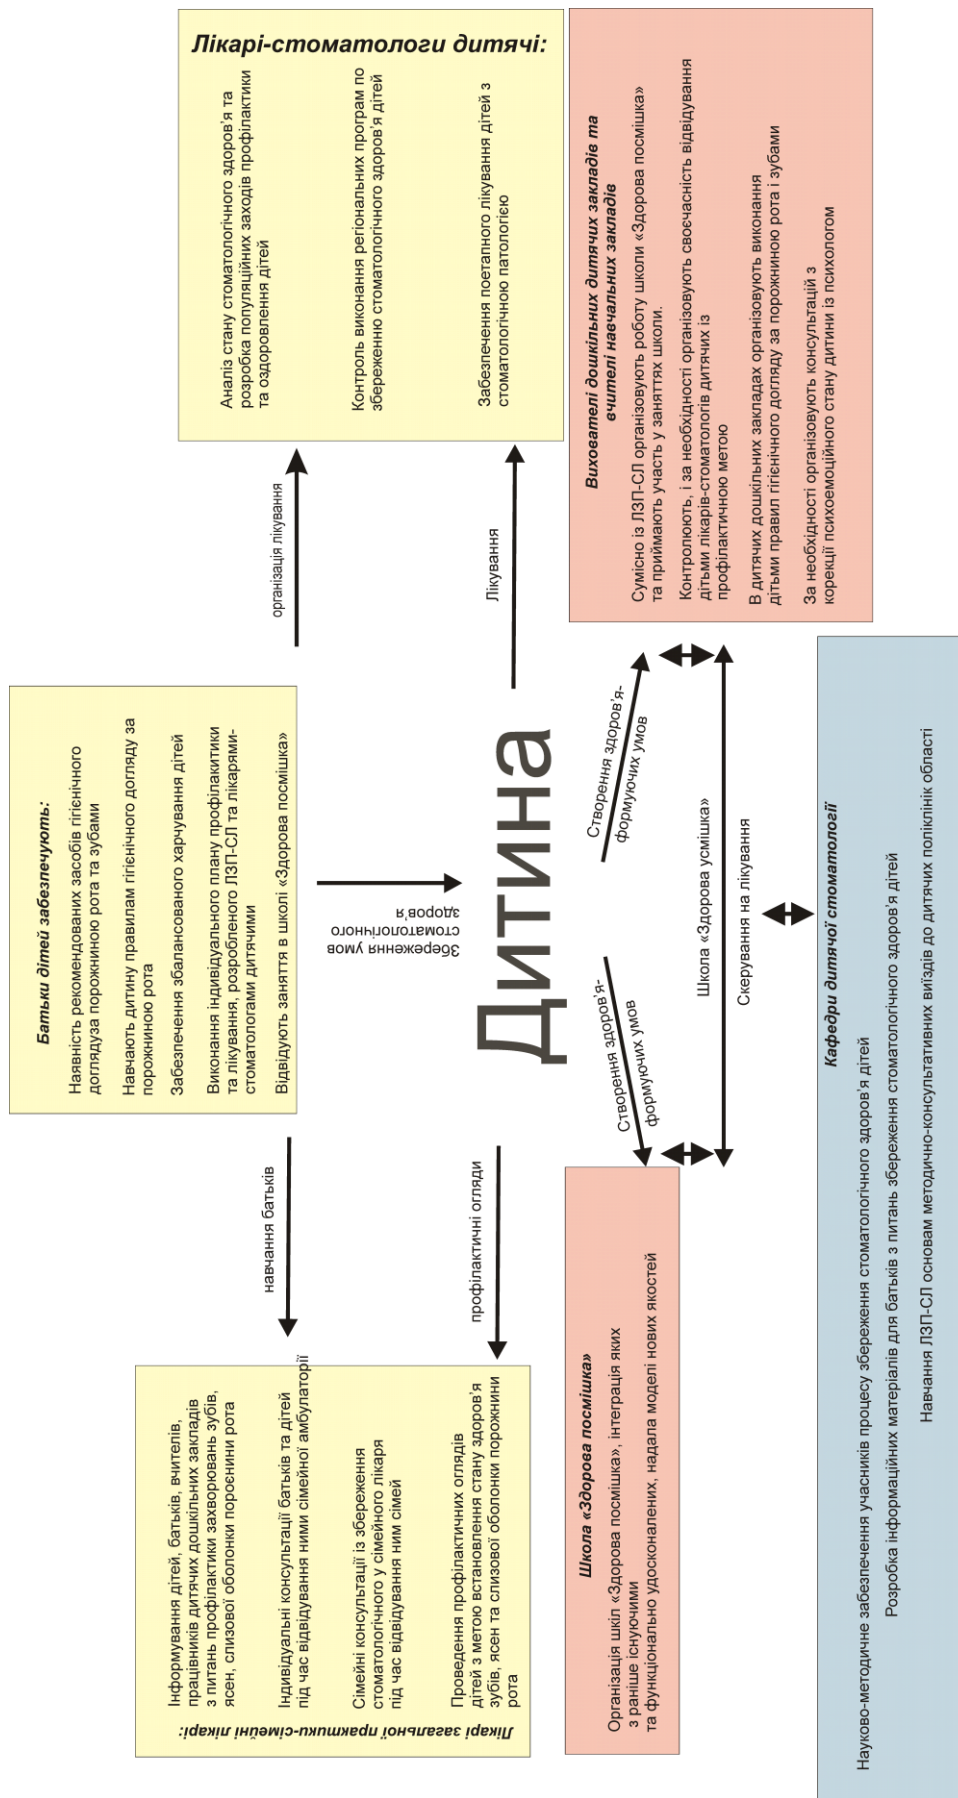 Батьки дітей забезпечують:
Наявність рекомендованих засобів гігієнічного
доглядуза порожниною рота та зубами
Навчають дитину правилам гігієнічного догляду за
порожниною рота
Забезпечення збалансованого харчування дітей
Виконання індивідуального плану профілакитики
та лікування, розробленого ЛЗП-СЛ та лікарями-
стоматологами дитячими
Відвідують заняття в школі «Здорова посмішка»
навчання батьків
організація лікування
Лікарі загальної практики-сімейні лікарі:
Інформування дітей, батьків, вчителів,
працівників дитячих дошкільних закладів
з питань профілактики захворювань зубів,
ясен, слизової оболонки пороєнини рота
Індивідуальні консультації батьків та дітей
під час відвідування ними сімейної амбулаторії
Сімейні консультації із збереження
стоматологічного у сімейного лікаря
під час відвідування ним сімей
Проведення профілактичних оглядів
дітей з метою встановлення стану здоров'я
зубів, ясен та слизової оболонки порожнини
рота
Лікарі-стоматологи дитячі:
Аналіз стану стоматологічного здоров'я та
розробка популяційних заходів профілактики
та оздоровлення дітей
Контроль виконання регіональних програм по
збереженню стоматологічного здоров'я дітей
Забезпечення поетапного лікування дітей з
стоматологічною патологією
Збереження умов
стоматологічного
здоров'я
профілактичні огляди
Дитина
Лікування
Створення здоров'я-
формуючих умов
Створення здоров'я-
формуючих умов
Школа «Здорова посмішка»
Організація шкіл «Здорова посмішка», інтеграція яких
з раніше існуючими
та функціонально удосконалених, надала моделі нових якостей
Школа «Здорова усмішка»
Скерування на лікування
Вихователі дошкільних дитячих закладів та
вчителі навчальних закладів
Сумісно із ЛЗП-СЛ організовують роботу школи «Здорова посмішка»
та приймають участь у заняттях школи.
Контролюють, і за необхідності організовують своєчасність відвідування
дітьми лікарів-стоматологів дитячих із
профілактичною метою
В дитячих дошкільних закладах організовують виконання
дітьми правил гігієнічного догляду за порожниною рота і зубами
За необхідності організовують консультацій з
корекції психоемоційного стану дитини із психологом
Кафедри дитячої стоматології
Науково-методичне забезпечення учасників процесу збереження стоматологічного здоров'я дітей
Розробка інформаційних матеріалів для батьків з питань збереження стоматологічного здоров'я дітей
Навчання ЛЗП-СЛ основам методично-консультативних виїздів до дитячих поліклінік області